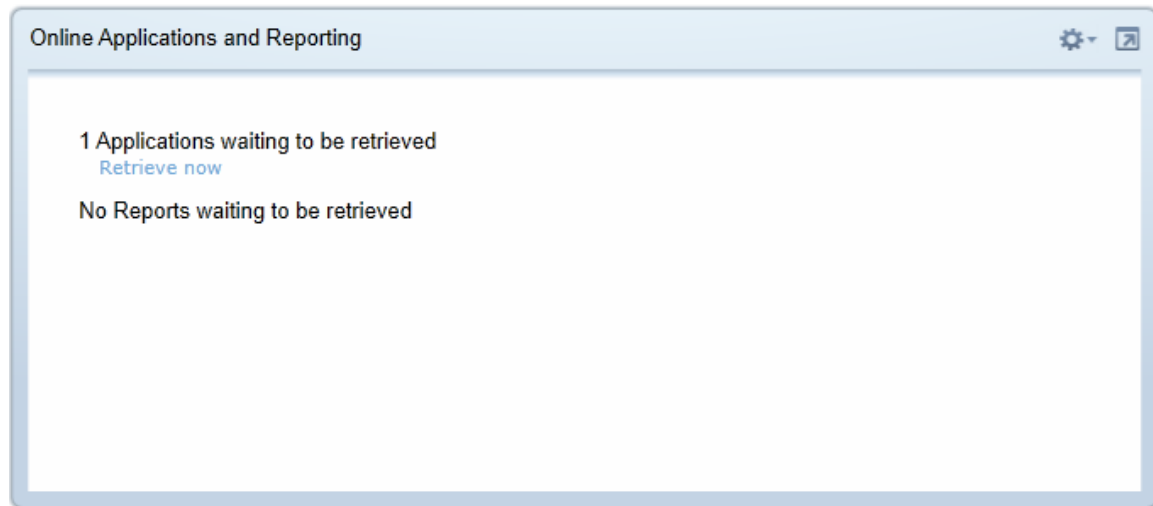 Online Applications and Reporting
1 Applications waiting to be retrieved
Retrieve now
No Reports waiting to be retrieved